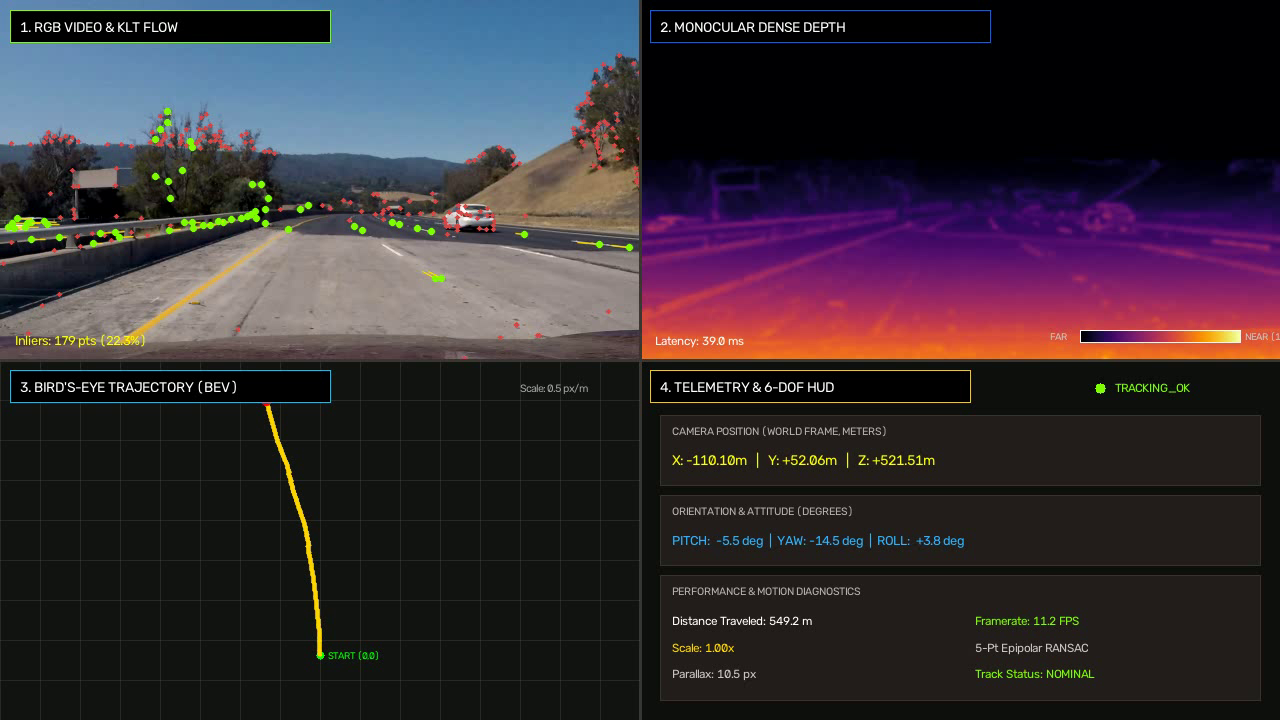 1. RGB VIDEO & KLT FLOW
Inliers: 179 pts (22.3%)
2. MONOCULAR DENSE DEPTH
Latency: 39.0 ms
FAR
NEAR (1
3. BIRD'S-EYE TRAJECTORY (BEV)
Scale: 0.5 px/m
START (0,0)
4. TELEMETRY & 6-DOF HUD
TRACKING_OK
CAMERA POSITION (WORLD FRAME, METERS)
X: -110.10m | Y: +52.06m | Z: +521.51m
ORIENTATION & ATTITUDE (DEGREES)
PITCH: -5.5 deg | YAW: -14.5 deg | ROLL: +3.8 deg
PERFORMANCE & MOTION DIAGNOSTICS
Distance Traveled: 549.2 m
Framerate: 11.2 FPS
Scale: 1.00x
5-Pt Epipolar RANSAC
Parallax: 10.5 px
Track Status: NOMINAL